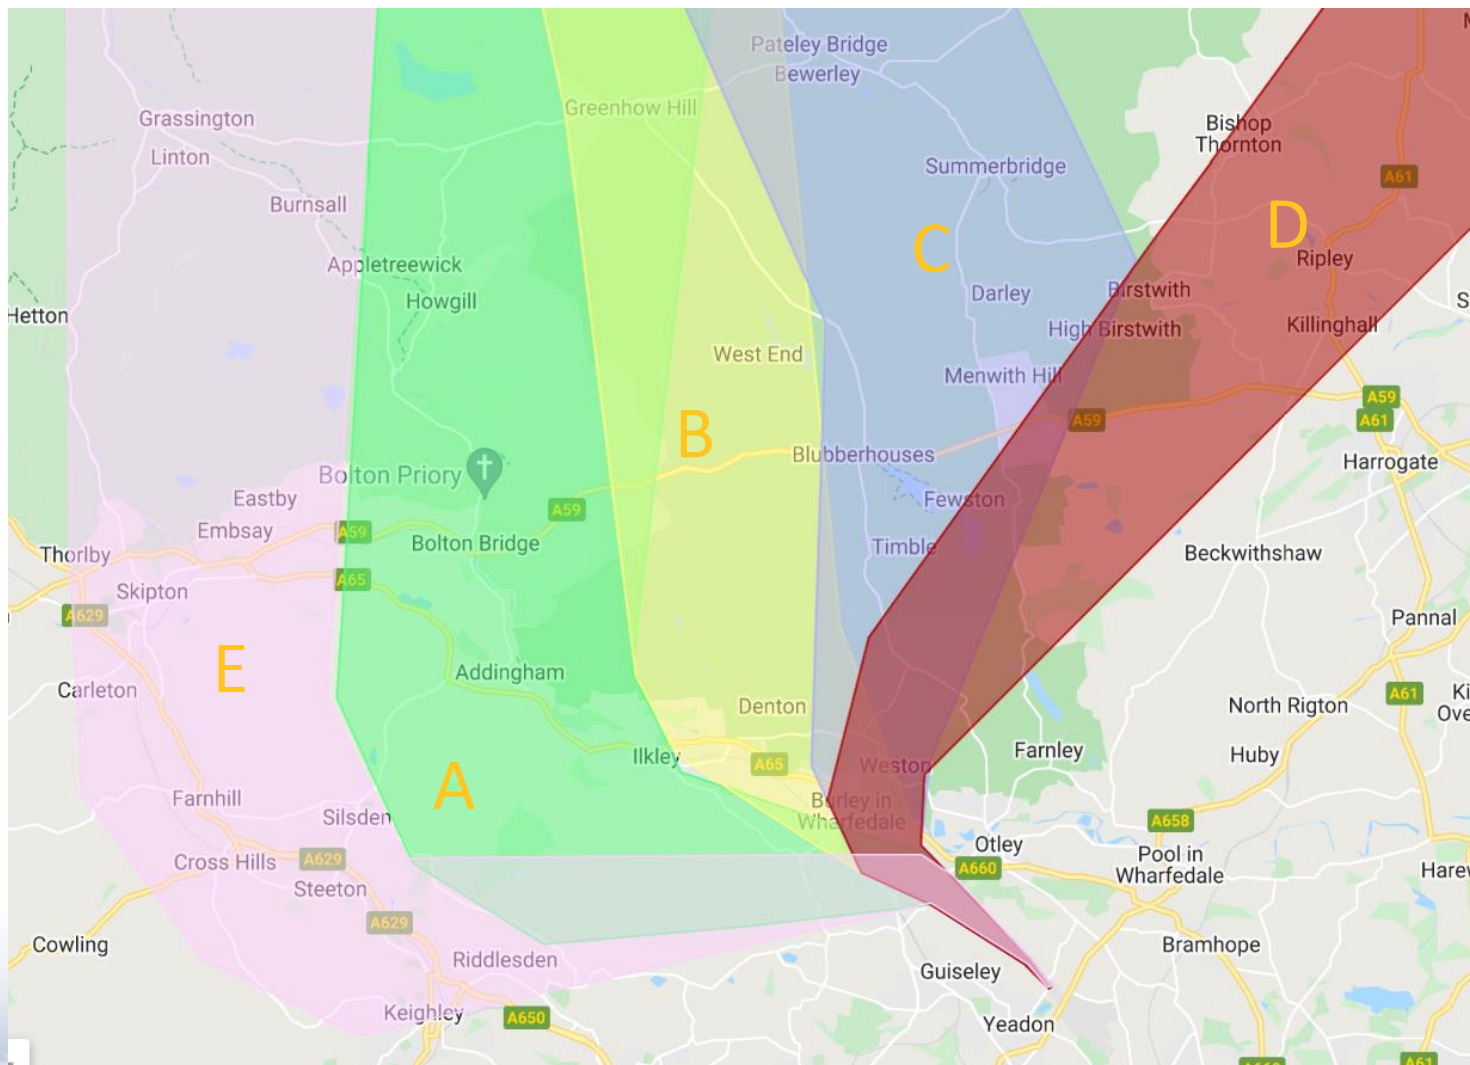 Pateley Bridge
Bewerley
Grassington
Greenhow Hill
Bishop
Thornton
Linton
Summerbridge
A61
Burnsall
D
C
Appletreewick
Ripley
Howgill
Darley
Birstwith
Hetton
High Birstwith
Killinghall
West End
Menwith Hill
A59
A59
A61
B
Blubberhouses
Harrogate
Bolton Priory
Eastby
Fewston
A59
Embsay
A59
Bolton Bridge
Timble
Thorlby
Beckwithshaw
A65
Skipton
A629
Pannal
E
Addingham
Carleton
A61
Denton
North Rigton
Ilkley
A65
Weston
Farnley
Huby
A
Farnhill
Silsden
Burley in
Wharfedale
A658
Otley
Cross Hills
A629
A660
Pool in
Wharfedale
Steeton
A629
Cowling
Riddlesden
Bramhope
Guiseley
Keighley
A650
Yeadon
A61